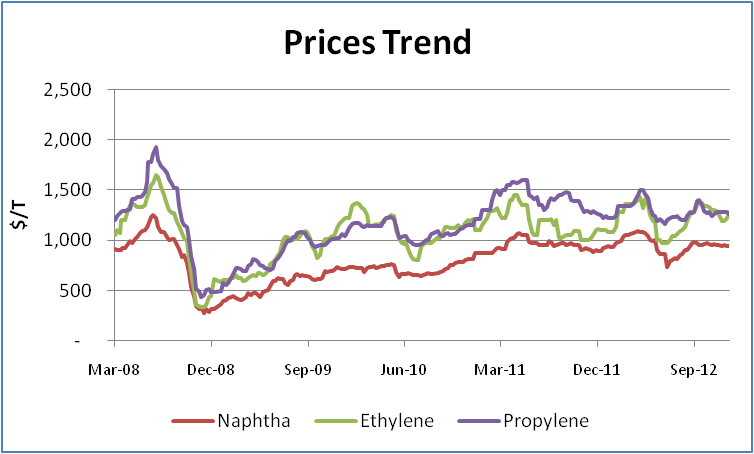 Prices Trend
2,500
2,000
1,500
1,000
500
-
$/T
Mar-08 Dec-08 Sep-09 Jun-10 Mar-11 Dec-11 Sep-12
Naphtha Ethylene Propylene